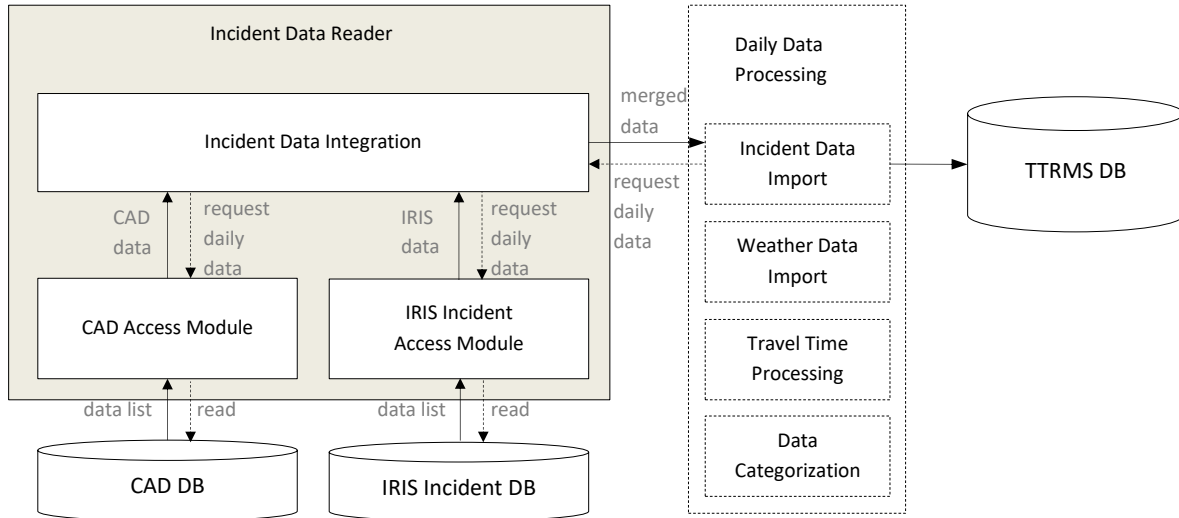 Incident Data Reader
Incident Data Integration
CAD
data
request
daily
data
IRIS
data
request
daily
data
CAD Access Module
IRIS Incident
Access Module
data list
read
data list
read
CAD DB
IRIS Incident DB
merged
data
request
daily
data
Daily Data
Processing
Incident Data
Import
Weather Data
Import
Travel Time
Processing
Data
Categorization
TTRMS DB